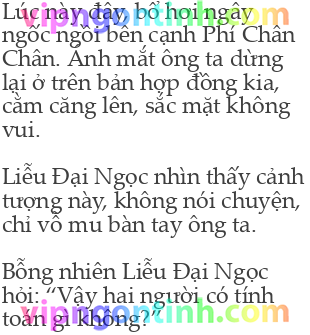 Lúc này đây, bố hơi ngây
ngốc ngồi bên cạnh Phí Chân
Chân. Ánh mắt ông ta dừng
lại ở trên bản hợp đồng kia,
cằm căng lên, sắc mặt không
vui.
Liễu Đại Ngọc nhìn thấy cảnh
tượng này, không nói chuyện,
chỉ vỗ mu bàn tay ông ta.
Bỗng nhiên Liễu Đại Ngọc
hỏi: “Vậy hai người có tính
toán gì không?”
vipngontinh.com
vipngontinh.com